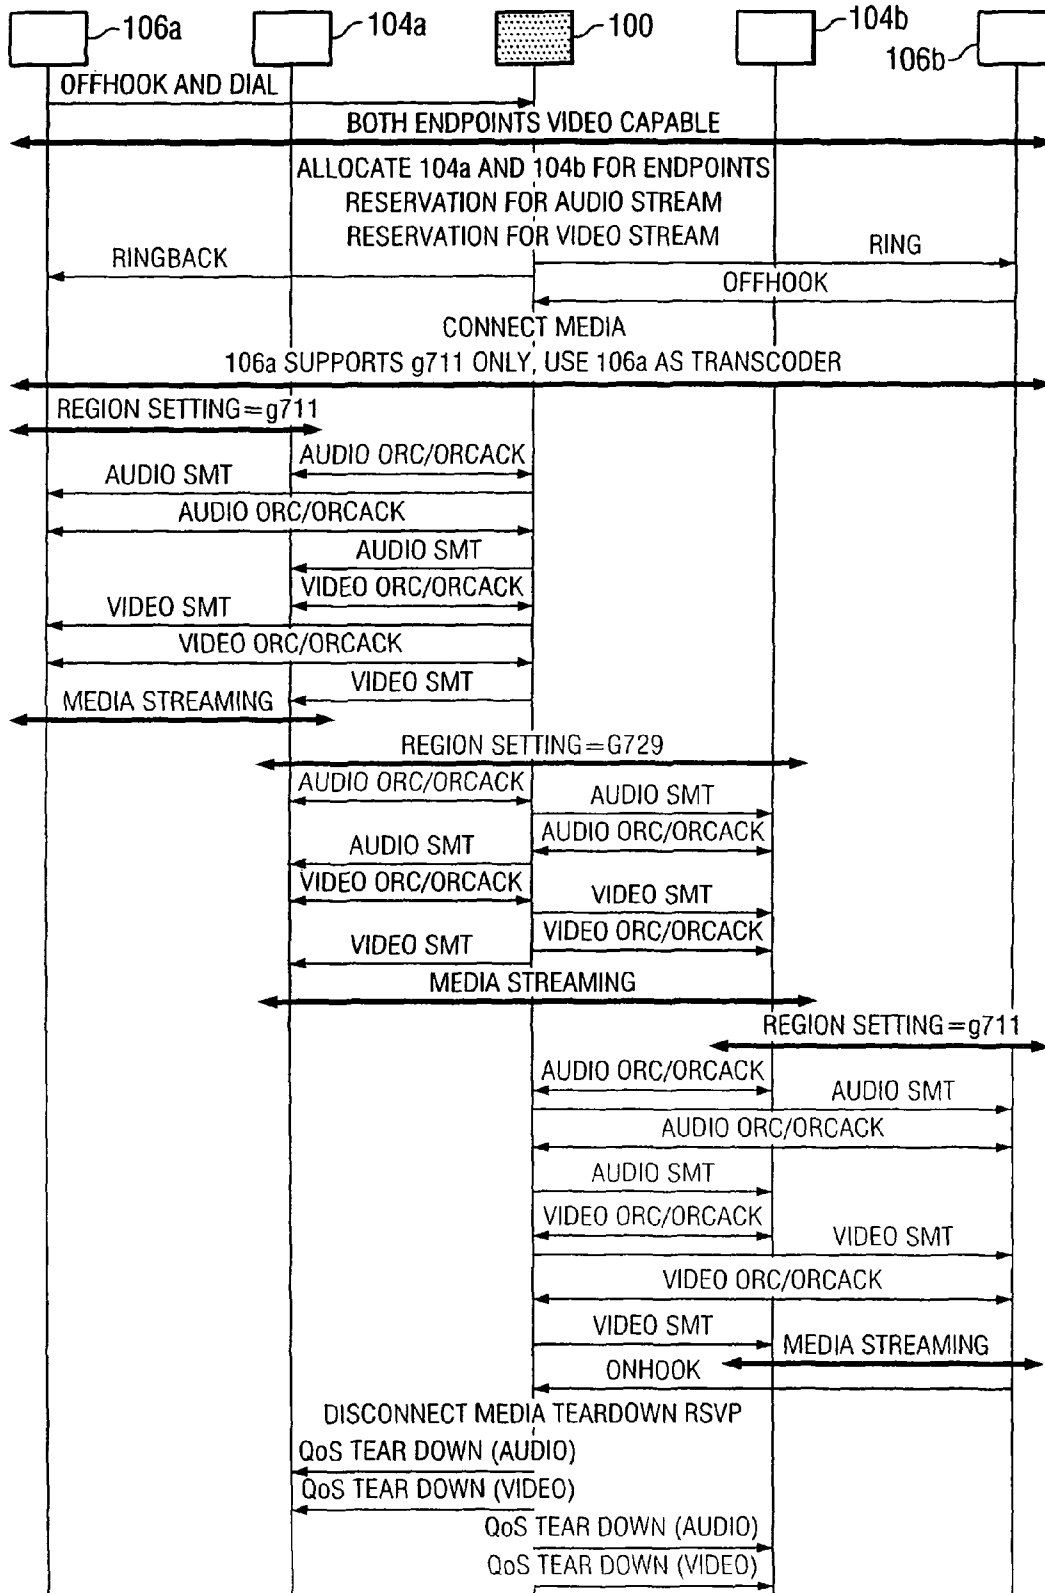 106a
104a
100
104b
106b
OFFHOOK AND DIAL
BOTH ENDPOINTS VIDEO CAPABLE
ALLOCATE 104a AND 104b FOR ENDPOINTS
RESERVATION FOR AUDIO STREAM
RESERVATION FOR VIDEO STREAM
RINGBACK
RING
OFFHOOK
CONNECT MEDIA
106a SUPPORTS g711 ONLY, USE 106a AS TRANSCODER
REGION SETTING=g711
AUDIO ORC/ORCACK
AUDIO SMT
AUDIO ORC/ORCACK
AUDIO SMT
VIDEO ORC/ORCACK
VIDEO SMT
VIDEO ORC/ORCACK
VIDEO SMT
MEDIA STREAMING
REGION SETTING=G729
AUDIO ORC/ORCACK
AUDIO SMT
AUDIO ORC/ORCACK
AUDIO SMT
VIDEO ORC/ORCACK
VIDEO SMT
VIDEO ORC/ORCACK
VIDEO SMT
MEDIA STREAMING
REGION SETTING=g711
AUDIO ORC/ORCACK
AUDIO SMT
AUDIO ORC/ORCACK
AUDIO SMT
VIDEO ORC/ORCACK
VIDEO SMT
VIDEO ORC/ORCACK
VIDEO SMT
MEDIA STREAMING
ONHOOK
DISCONNECT MEDIA TEARDOWN RSVP
QoS TEAR DOWN (AUDIO)
QoS TEAR DOWN (VIDEO)
QoS TEAR DOWN (AUDIO)
QoS TEAR DOWN (VIDEO)